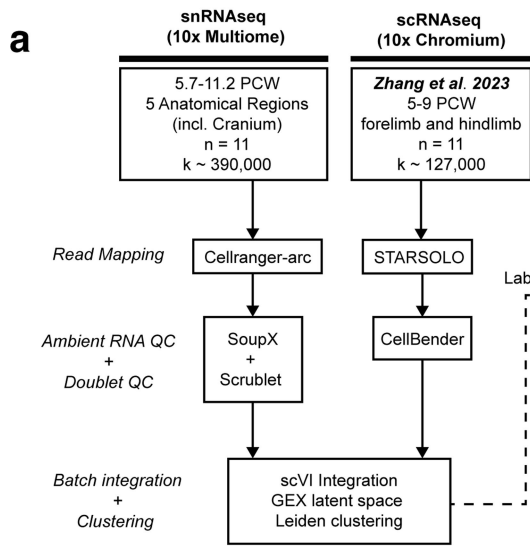 a
snRNAseq
(10x Multiome)
scRNAseq
(10x Chromium)
5.7-11.2 PCW
5 Anatomical Regions
(incl. Cranium)
n = 11
k ~ 390,000
Zhang et al. 2023
5-9 PCW
forelimb and hindlimb
n = 11
k ~ 127,000
Read Mapping
Cellranger-arc
STARSOLO
Lab
Ambient RNA QC
+
Doublet QC
SoupX
+
Scrublet
CellBender
Batch integration
+
Clustering
scVI Integration
GEX latent space
Leiden clustering